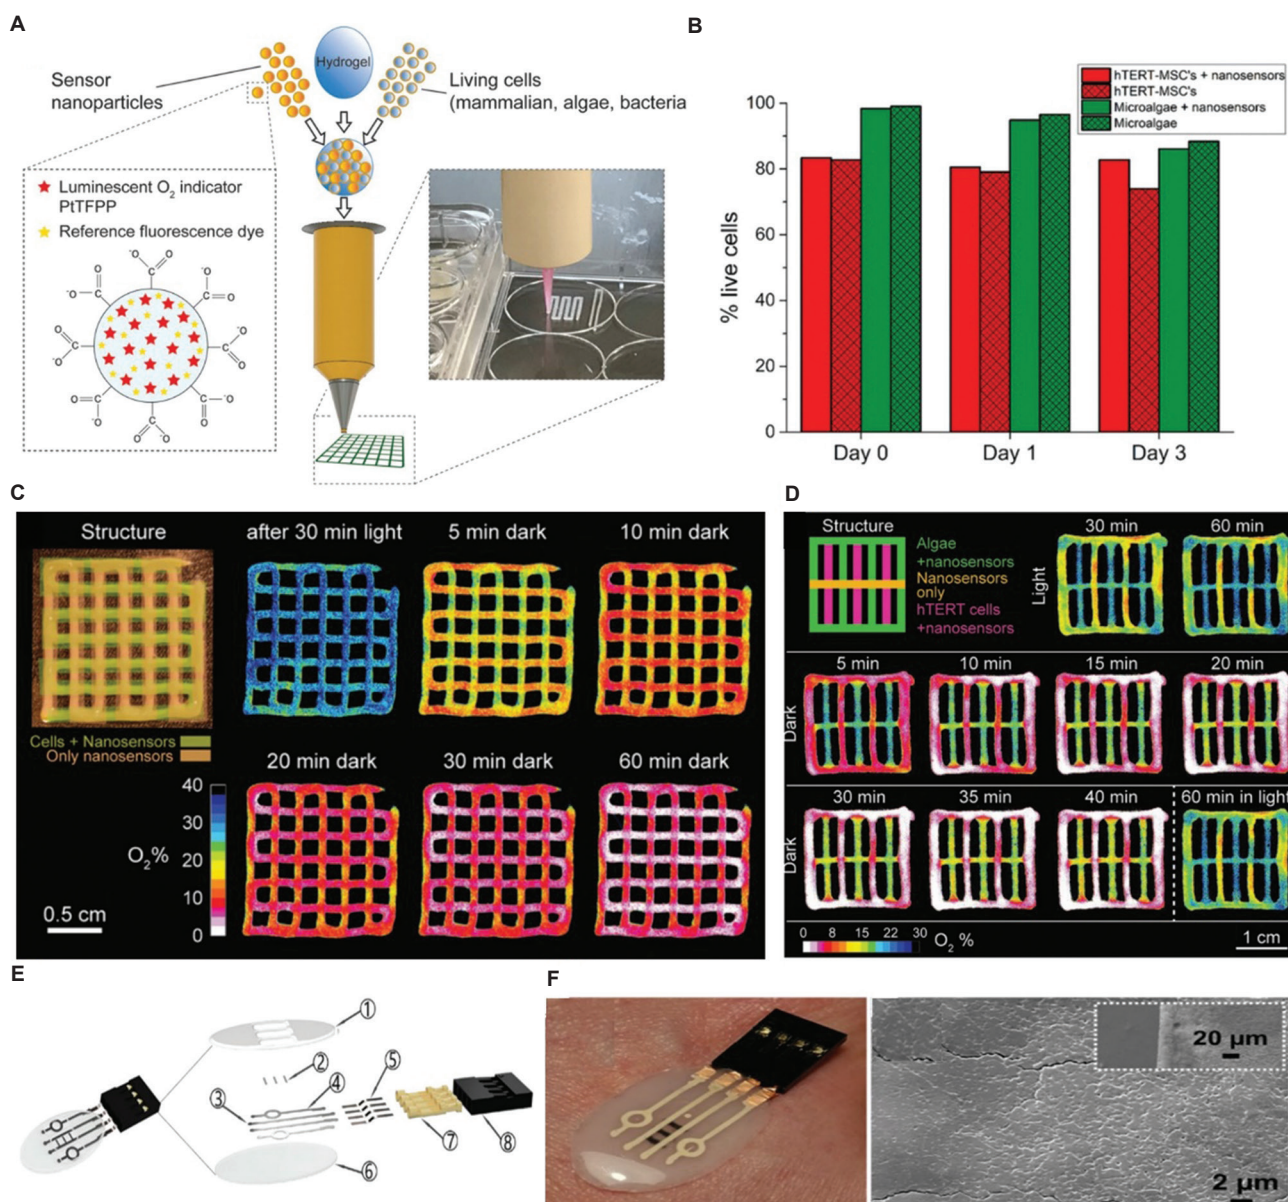 A
Hydrogel
Sensor
nanoparticles
Living cells
(mammalian, algae, bacteria
Luminescent O2 indicator
PtTFPP
Reference fluorescence dye
-O
O
C
O
C
O-
-O
C
O
O
C
O-
O
C
-O
O-
C
O
O
C
-O
O
C
O-
B
hTERT-MSC's + nanosensors
hTERT-MSC's
Microalgae + nanosensors
Microalgae
% live cells
100
80
60
40
20
0
Day 0
Day 1
Day 3
C
Structure
after 30 min light
5 min dark
10 min dark
Cells + Nanosensors
Only nanosensors
20 min dark
30 min dark
60 min dark
O2%
40
30
20
10
0
0.5 cm
D
Structure
Algae
+nanosensors
Nanosensors
only
hTERT cells
+nanosensors
Light
30 min
60 min
Dark
5 min
10 min
15 min
20 min
Dark
30 min
35 min
40 min
60 min in light
0 8 15 22 30
O2 %
1 cm
E
①
②
③
④
⑤
⑥
⑦
⑧
F
20 µm
2 µm